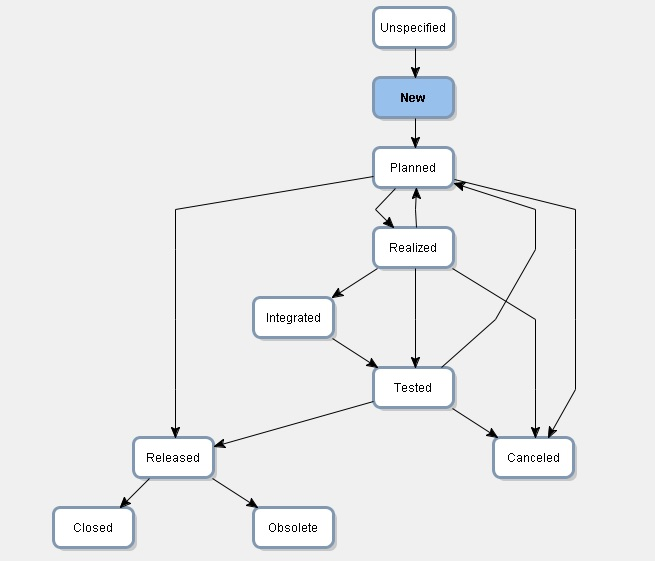 Unspecified
New
Planned
Realized
Integrated
Tested
Released
Canceled
Closed
Obsolete